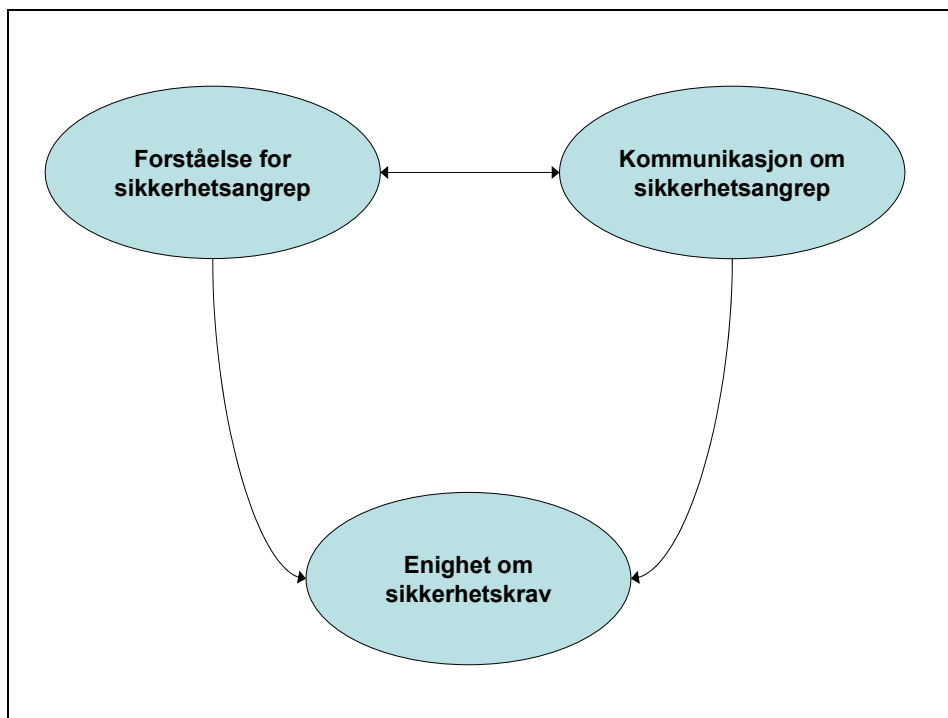 Forståelse for
sikkerhetsangrep
Kommunikasjon om
sikkerhetsangrep
Enighet om
sikkerhetskrav